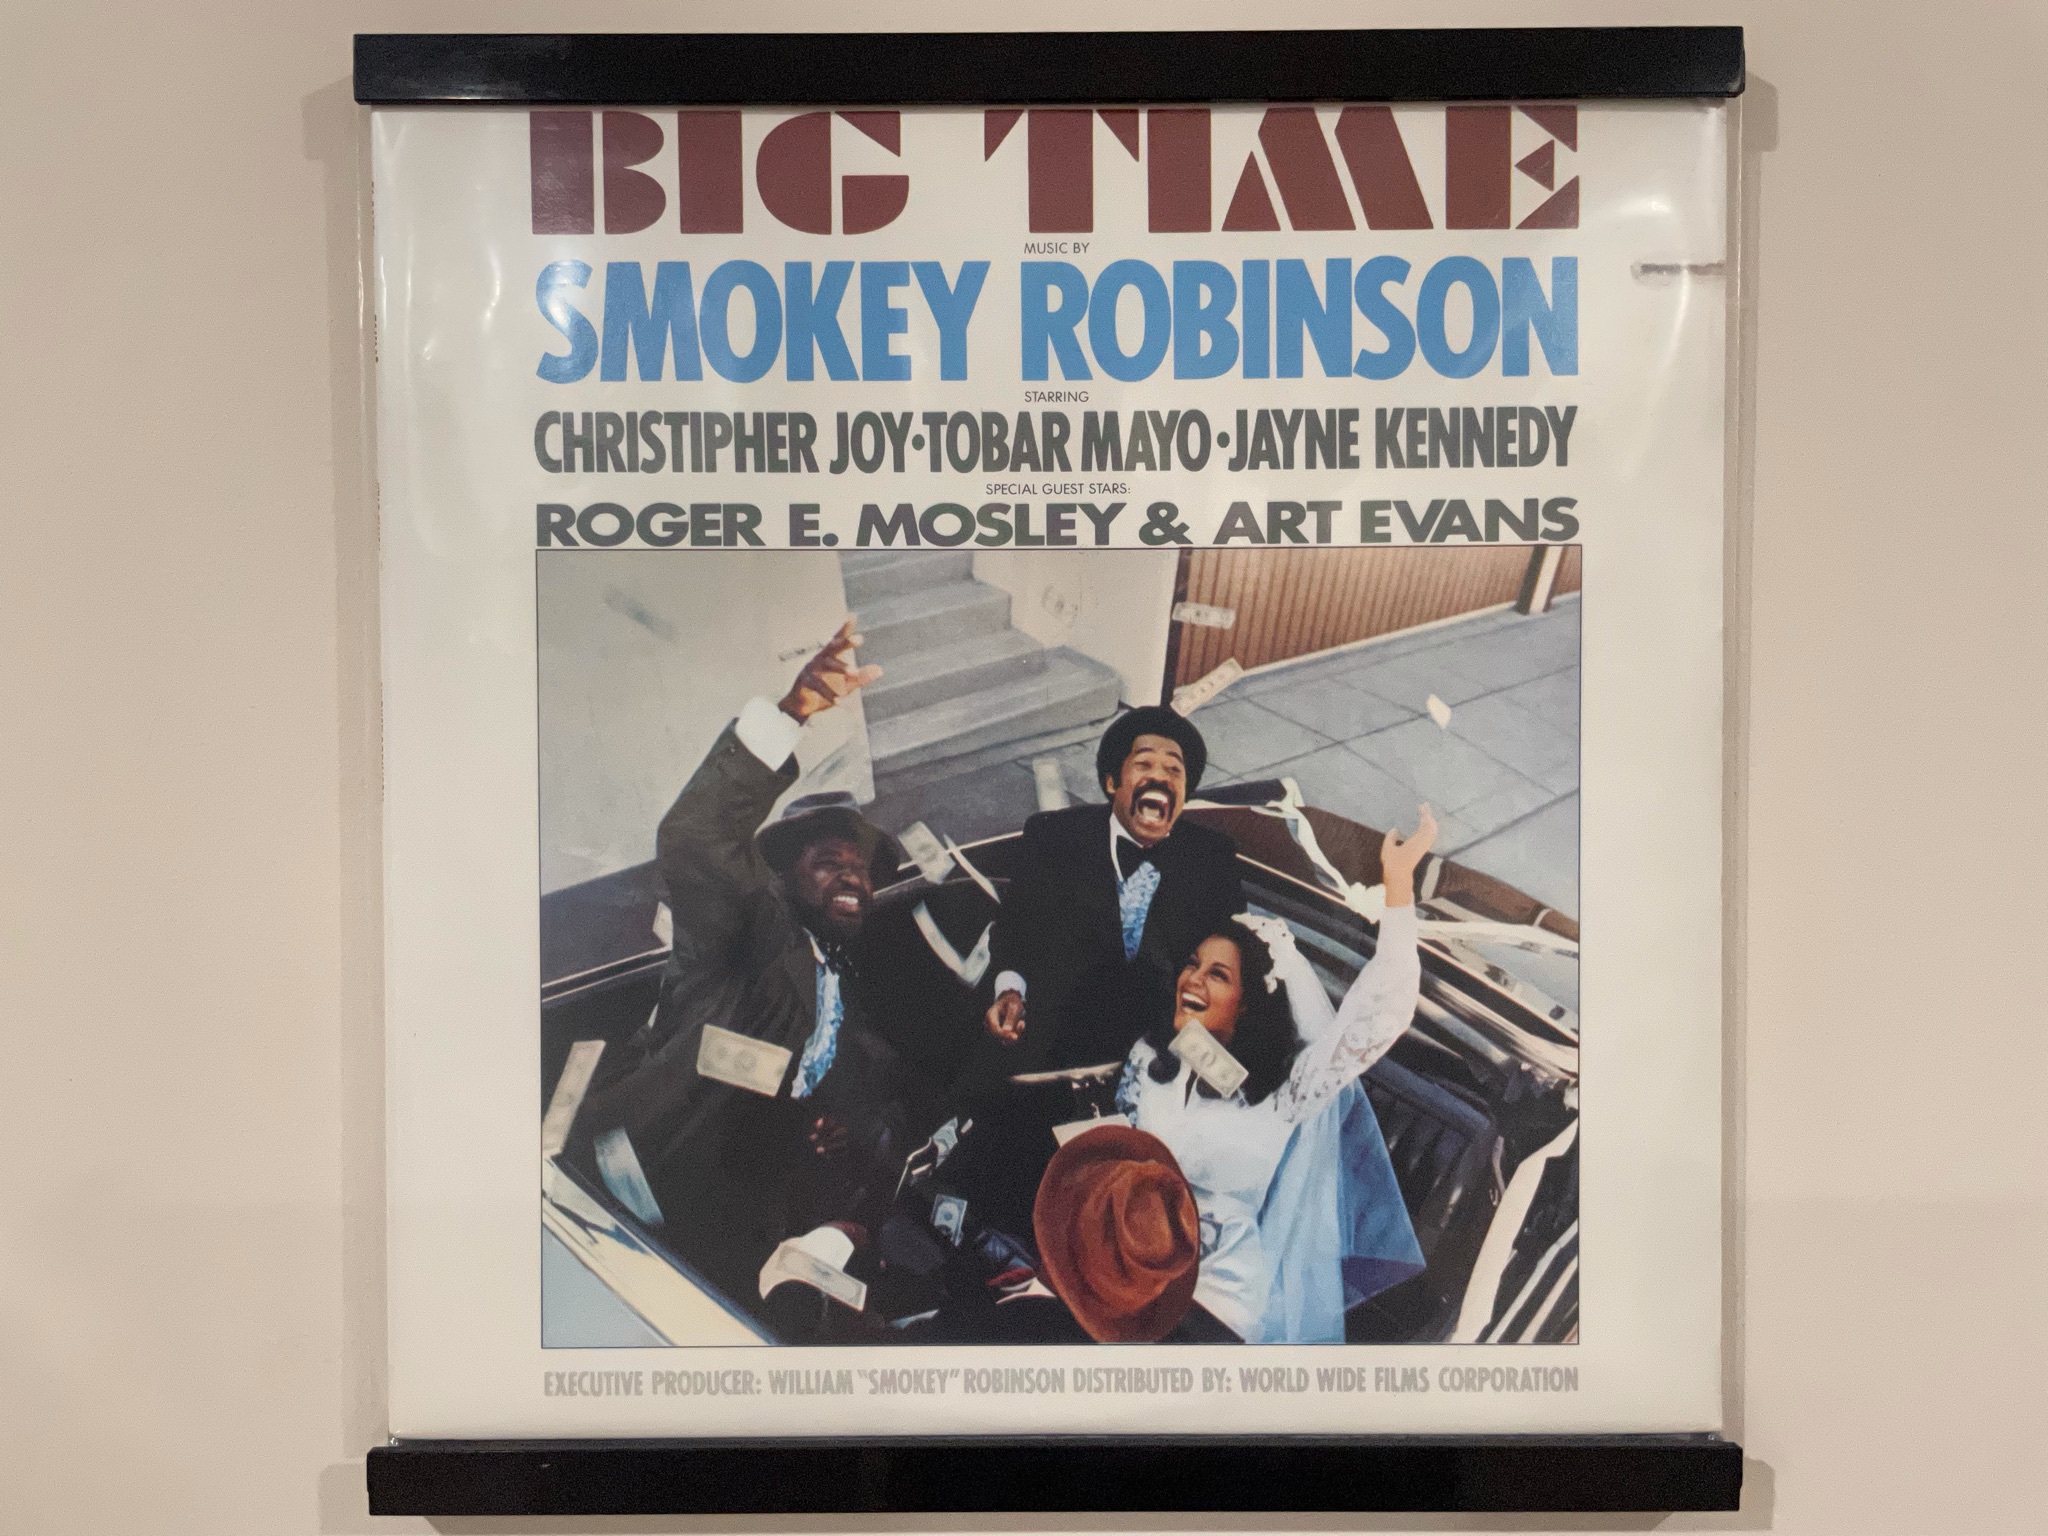 BIG TIME
MUSIC BY
SMOKEY ROBINSON
STARRING
CHRISTIPHER JOY·TOBAR MAYO·JAYNE KENNEDY
SPECIAL GUEST STARS:
ROGER E. MOSLEY & ART EVANS
EXECUTIVE PRODUCER: WILLIAM "SMOKEY" ROBINSON DISTRIBUTED BY: WORLD WIDE FILMS CORPORATION